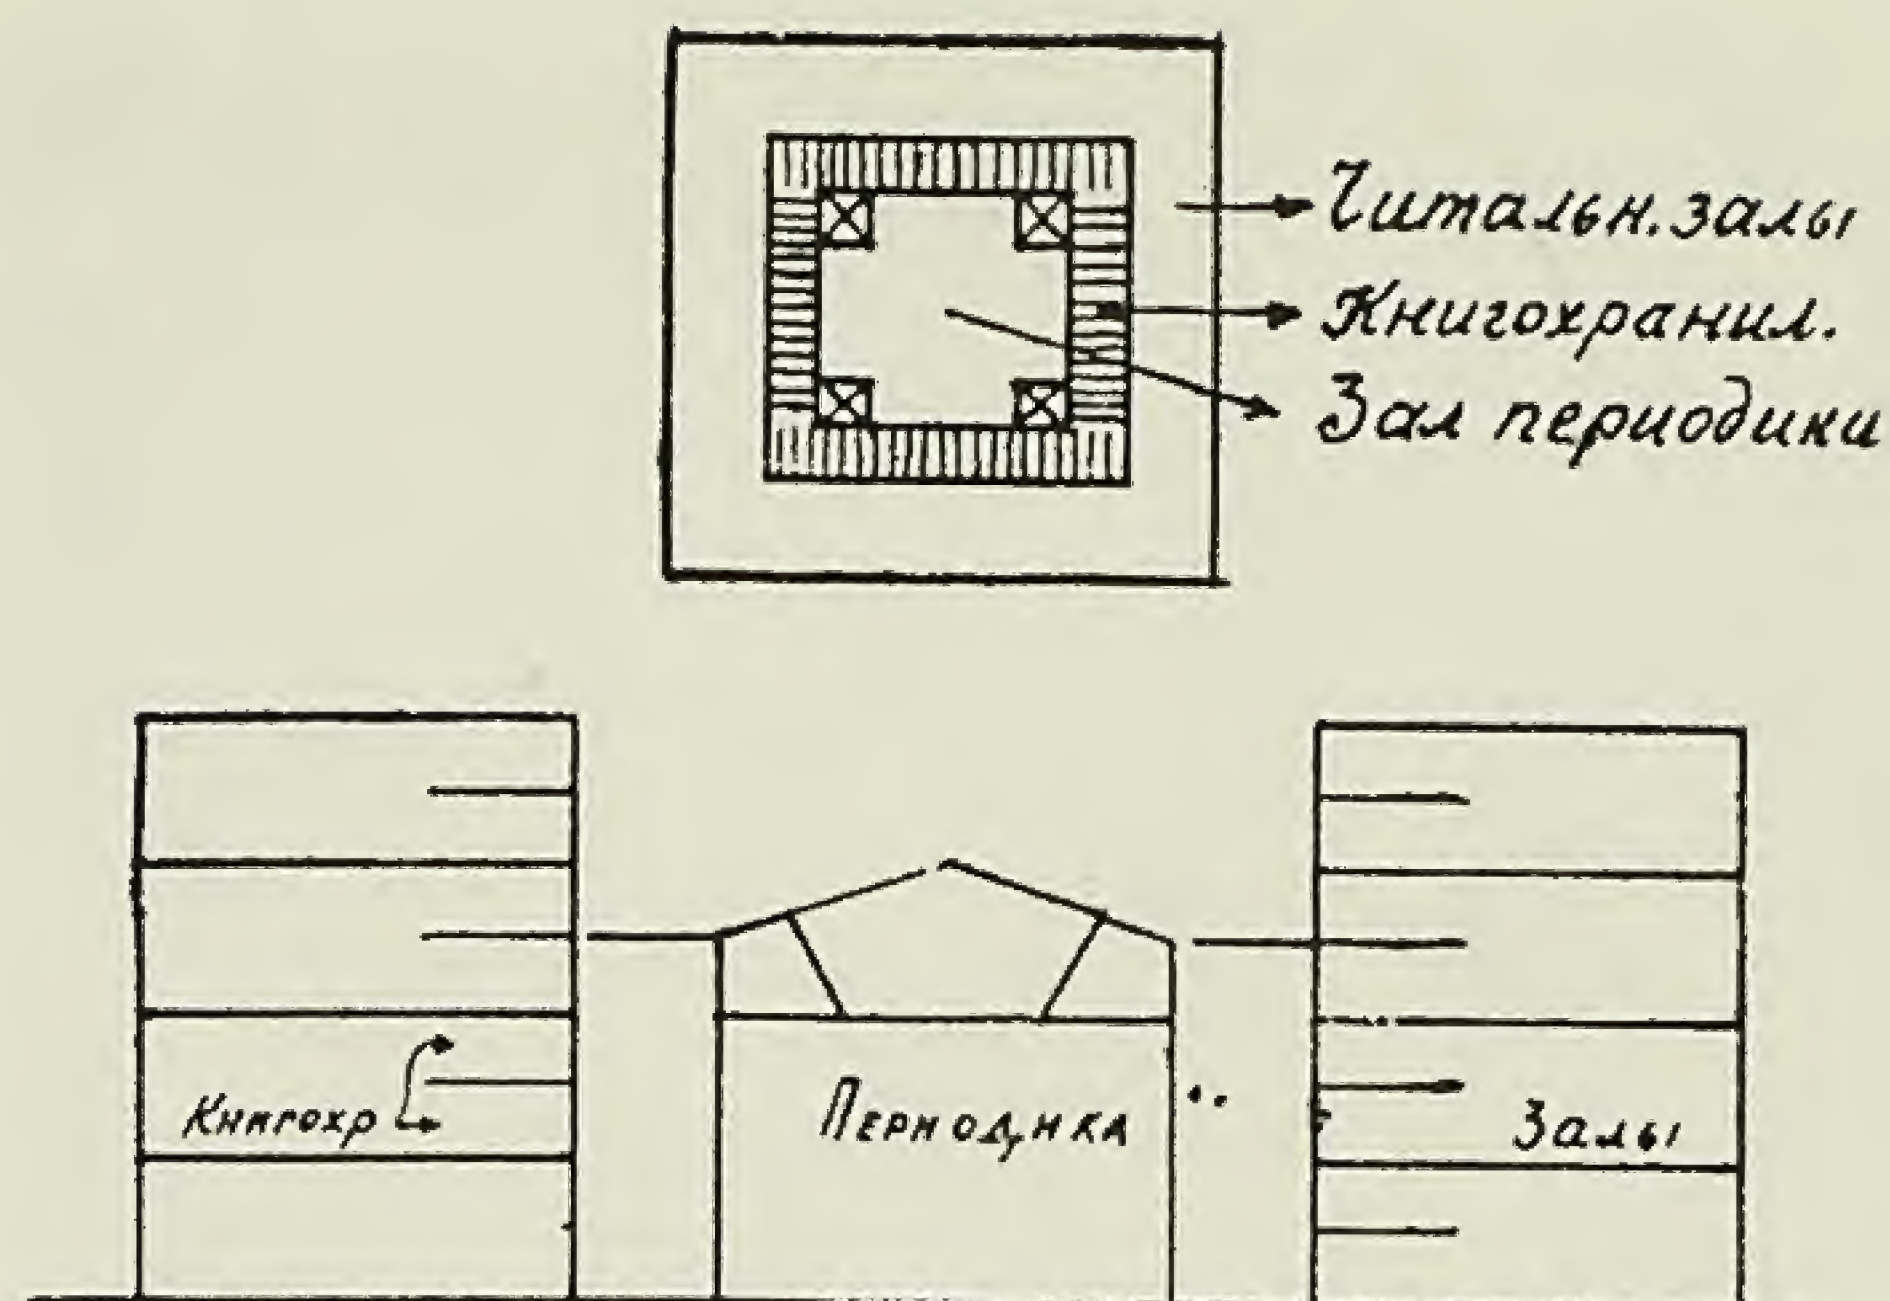 Читальн. залы
Книгохранил.
Зал периодики
Книгохр
Периодика
Залы